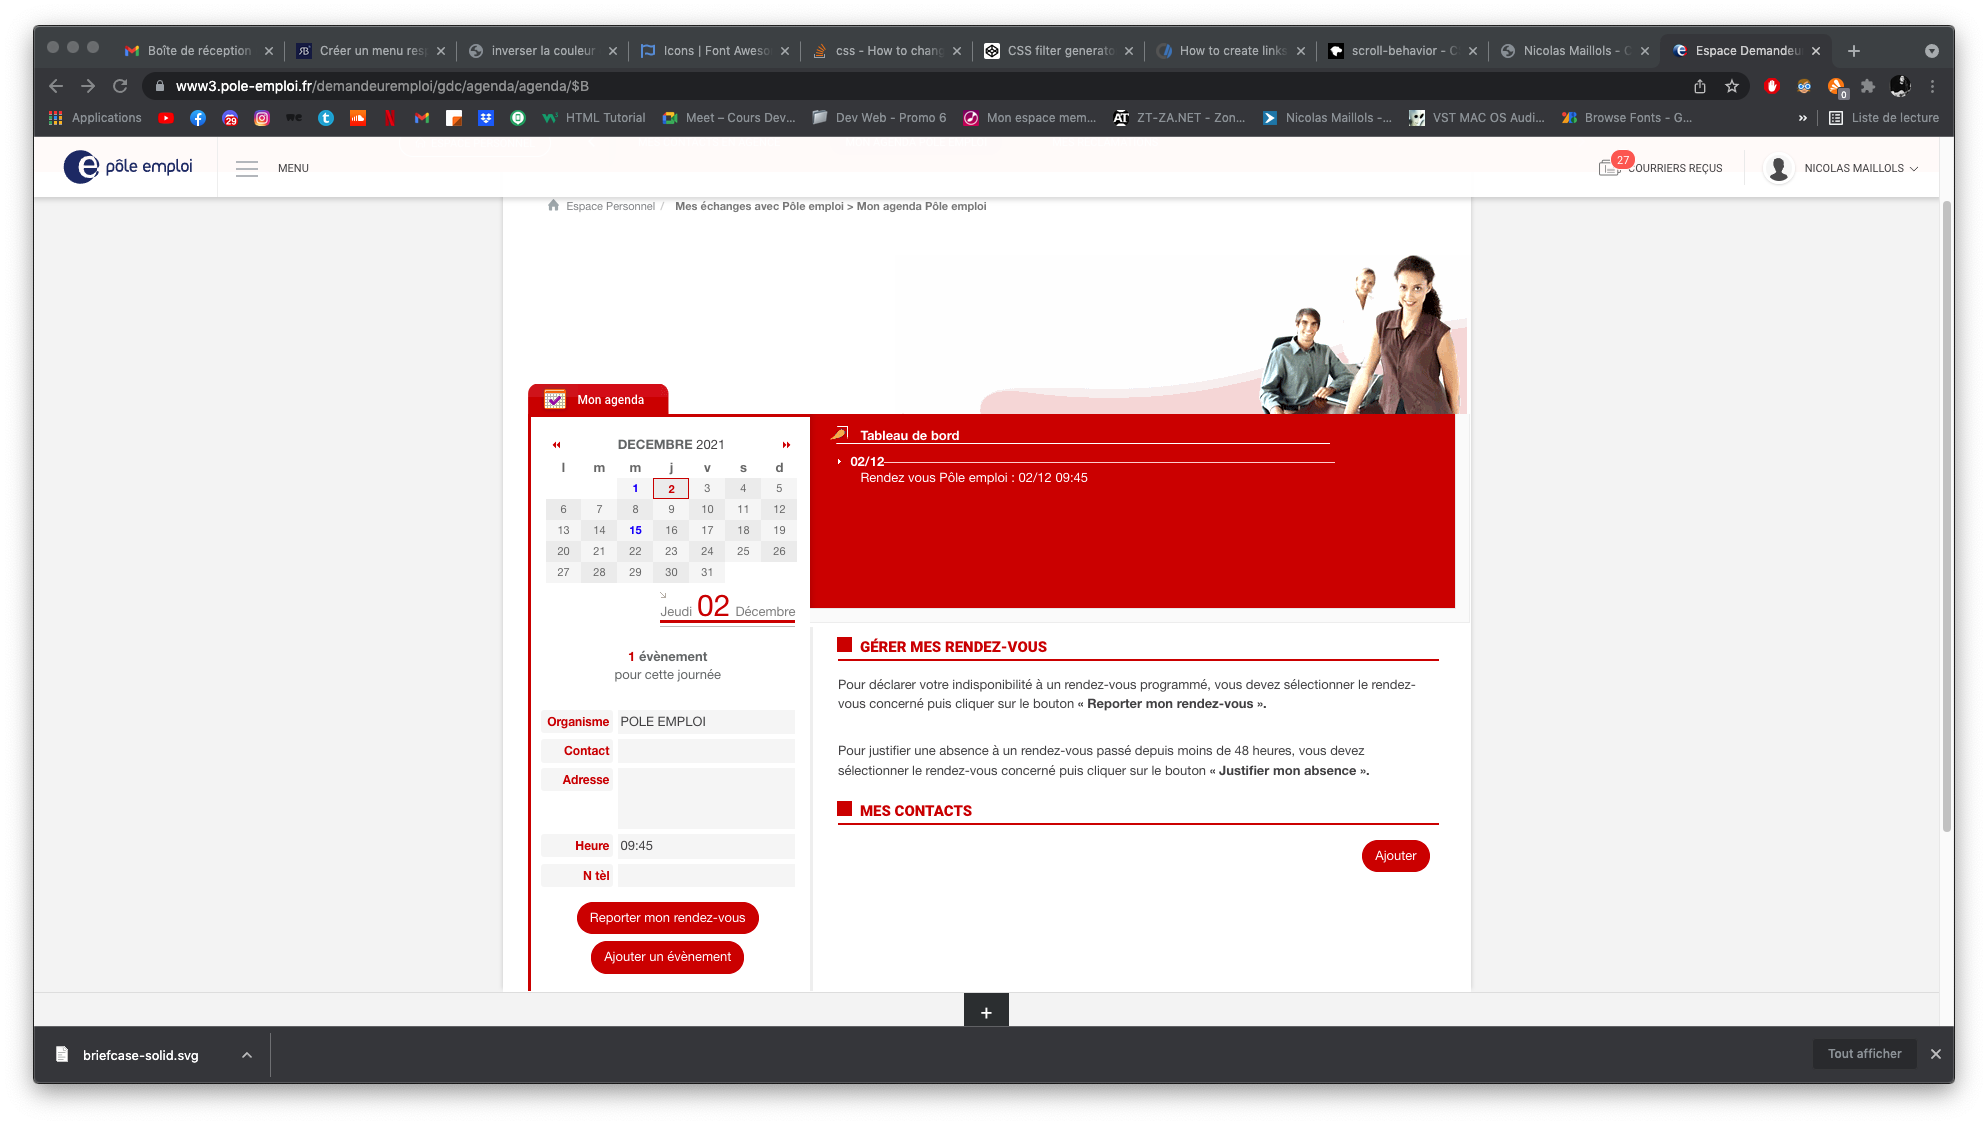 Boîte de réception
Créer un menu resp
inverser la couleur
Icons | Font Aweso
css - How to chang
CSS filter generato
How to create links
scroll-behavior - C
Nicolas Maillols - C
Espace Demandeu
www3.pole-emploi.fr/demandeuremploi/gdc/agenda/agenda/$B
0
Applications
29
we
HTML Tutorial
Meet – Cours Dev...
Dev Web - Promo 6
Mon espace mem...
ZT-ZA.NET - Zon...
Nicolas Maillols -...
VST MAC OS Audi...
Browse Fonts - G...
»
Liste de lecture
pôle emploi
MENU
27
COURRIERS REÇUS
NICOLAS MAILLOLS
Espace Personnel / Mes échanges avec Pôle emploi > Mon agenda Pôle emploi
Mon agenda
DECEMBRE 2021
l m m j v s d
1 2 3 4 5
6 7 8 9 10 11 12
13 14 15 16 17 18 19
20 21 22 23 24 25 26
27 28 29 30 31
Jeudi 02 Décembre
1 évènement
pour cette journée
Organisme POLE EMPLOI
Contact
Adresse
Heure 09:45
N tèl
Reporter mon rendez-vous
Ajouter un évènement
Tableau de bord
02/12
Rendez vous Pôle emploi : 02/12 09:45
GÉRER MES RENDEZ-VOUS
Pour déclarer votre indisponibilité à un rendez-vous programmé, vous devez sélectionner le rendez-
vous concerné puis cliquer sur le bouton « Reporter mon rendez-vous ».
Pour justifier une absence à un rendez-vous passé depuis moins de 48 heures, vous devez
sélectionner le rendez-vous concerné puis cliquer sur le bouton « Justifier mon absence ».
MES CONTACTS
Ajouter
+
briefcase-solid.svg
Tout afficher